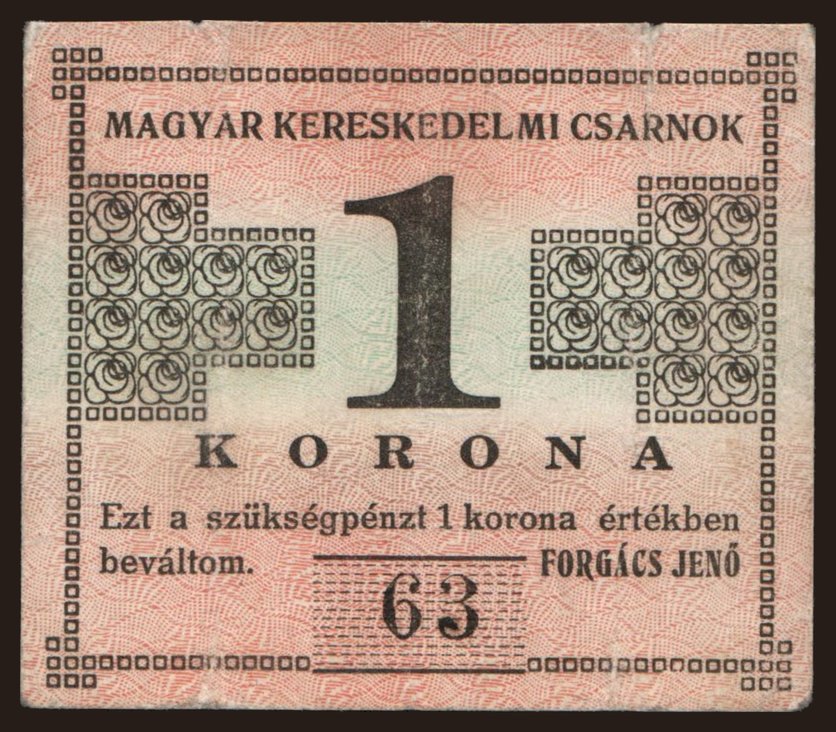 MAGYAR KERESKEDELMI CSARNOK
1
KORONA
Ezt a szükségpénzt 1 korona értékben
beváltom. FORGÁCS JENŐ
63